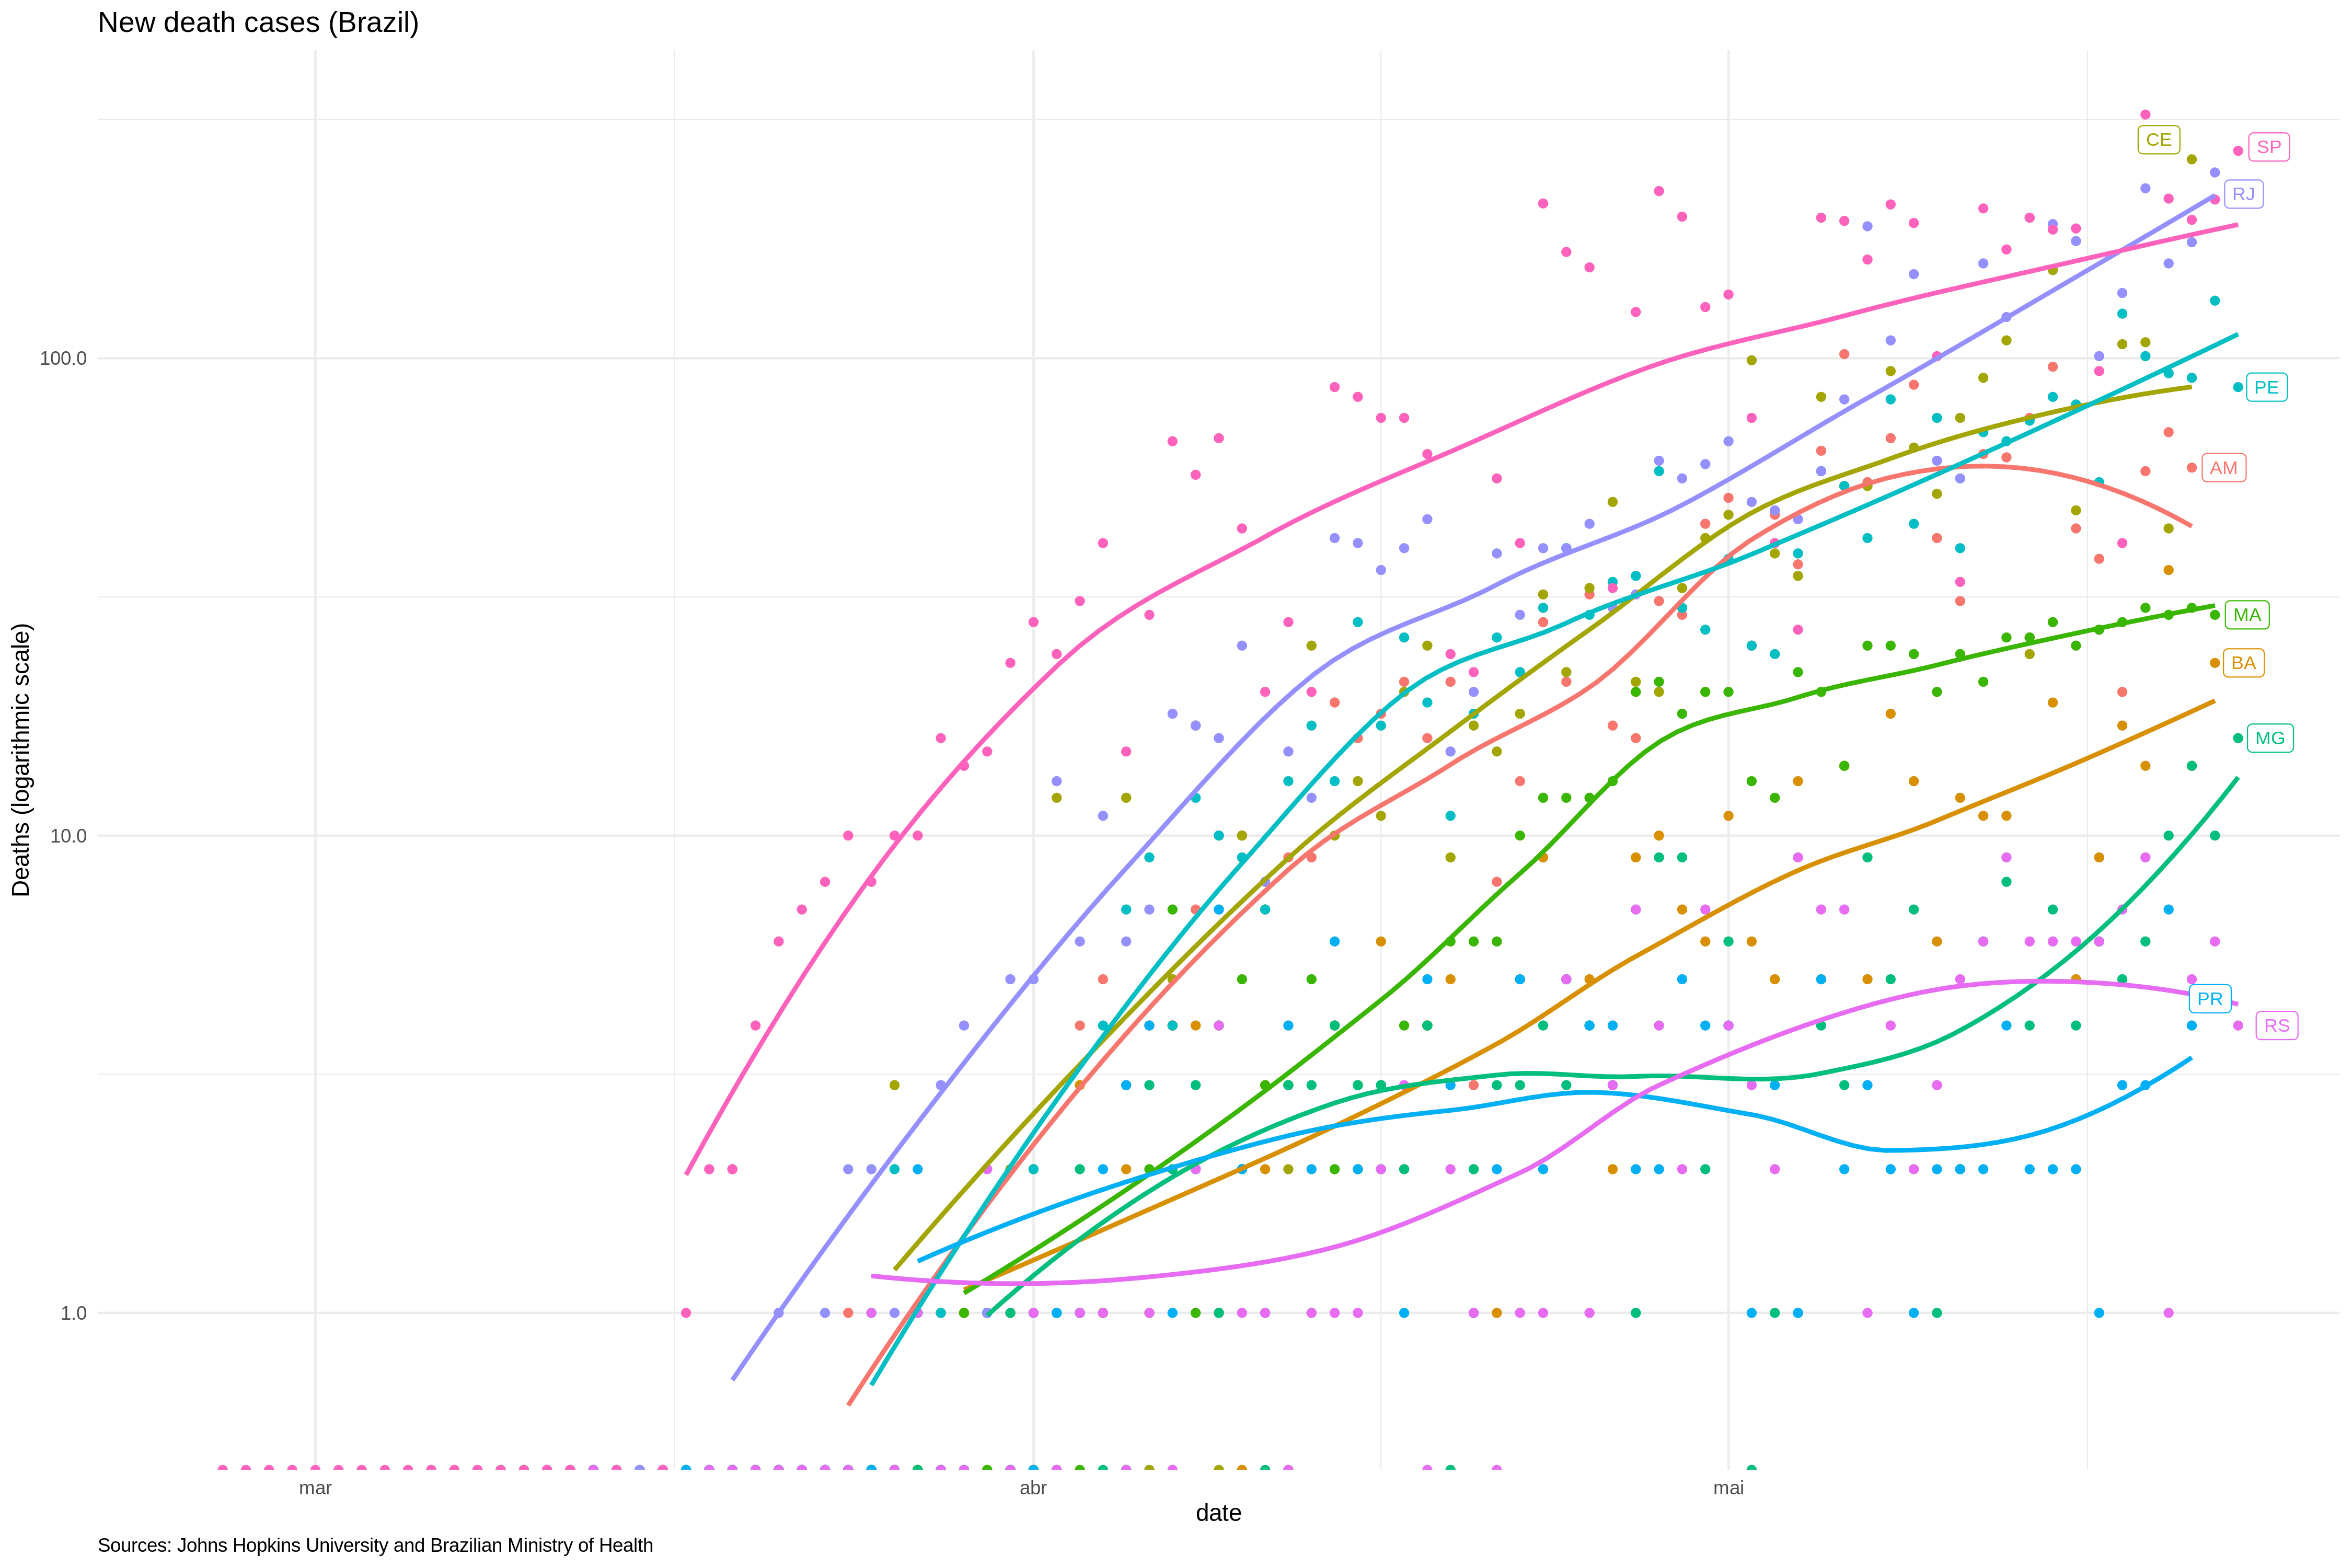 New death cases (Brazil)
CE
SP
RJ
100.0
PE
AM
MA
BA
MG
10.0
PR
RS
1.0
Deaths (logarithmic scale)
mar
abr
mai
date
Sources: Johns Hopkins University and Brazilian Ministry of Health